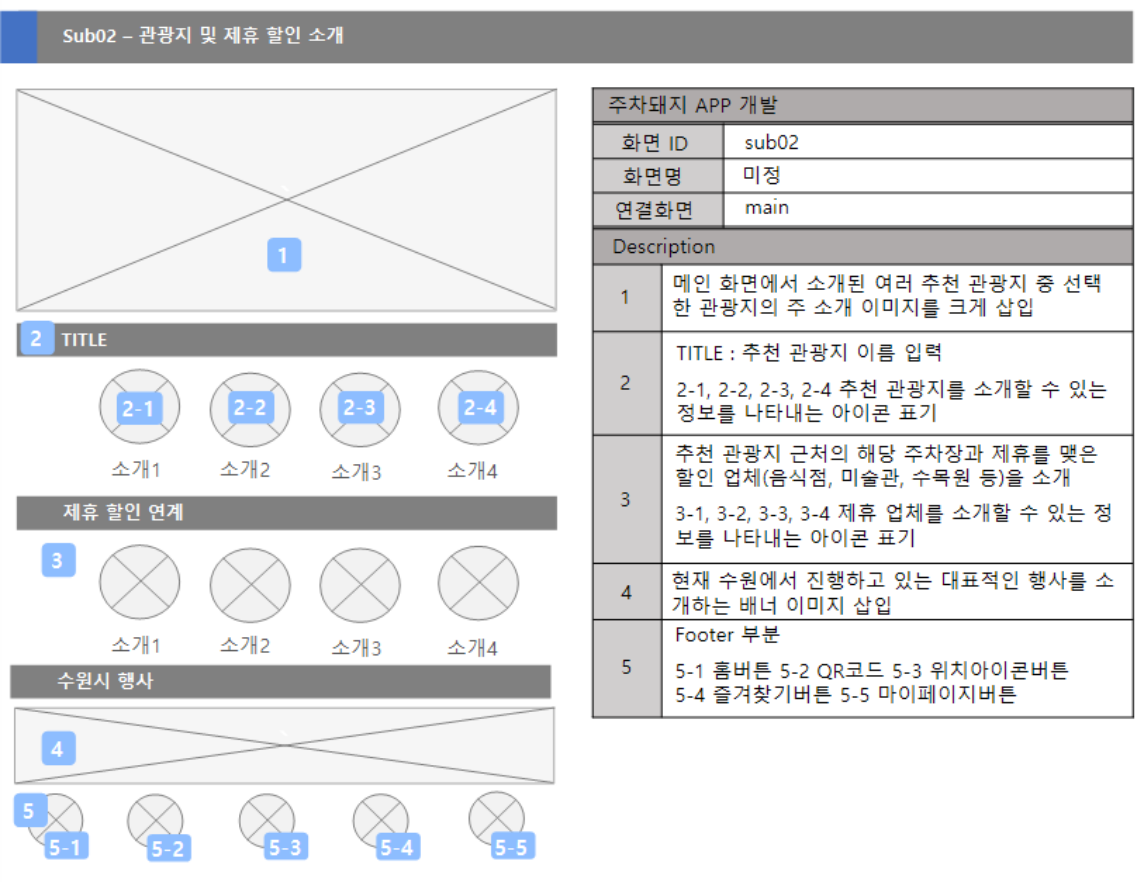 Sub02 – 관광지 및 제휴 할인 소개
1
2 TITLE
2-1 2-2 2-3 2-4
소개1 소개2 소개3 소개4
제휴 할인 연계
3
소개1 소개2 소개3 소개4
수원시 행사
4
5
5-1 5-2 5-3 5-4 5-5
주차돼지 APP 개발
화면 ID sub02
화면명 미정
연결화면 main
Description
1 메인 화면에서 소개된 여러 추천 관광지 중 선택
한 관광지의 주 소개 이미지를 크게 삽입
2 TITLE : 추천 관광지 이름 입력
2-1, 2-2, 2-3, 2-4 추천 관광지를 소개할 수 있는
정보를 나타내는 아이콘 표기
3 추천 관광지 근처의 해당 주차장과 제휴를 맺은
할인 업체(음식점, 미술관, 수목원 등)을 소개
3-1, 3-2, 3-3, 3-4 제휴 업체를 소개할 수 있는 정
보를 나타내는 아이콘 표기
4 현재 수원에서 진행하고 있는 대표적인 행사를 소
개하는 배너 이미지 삽입
5 Footer 부분
5-1 홈버튼 5-2 QR코드 5-3 위치아이콘버튼
5-4 즐겨찾기버튼 5-5 마이페이지버튼